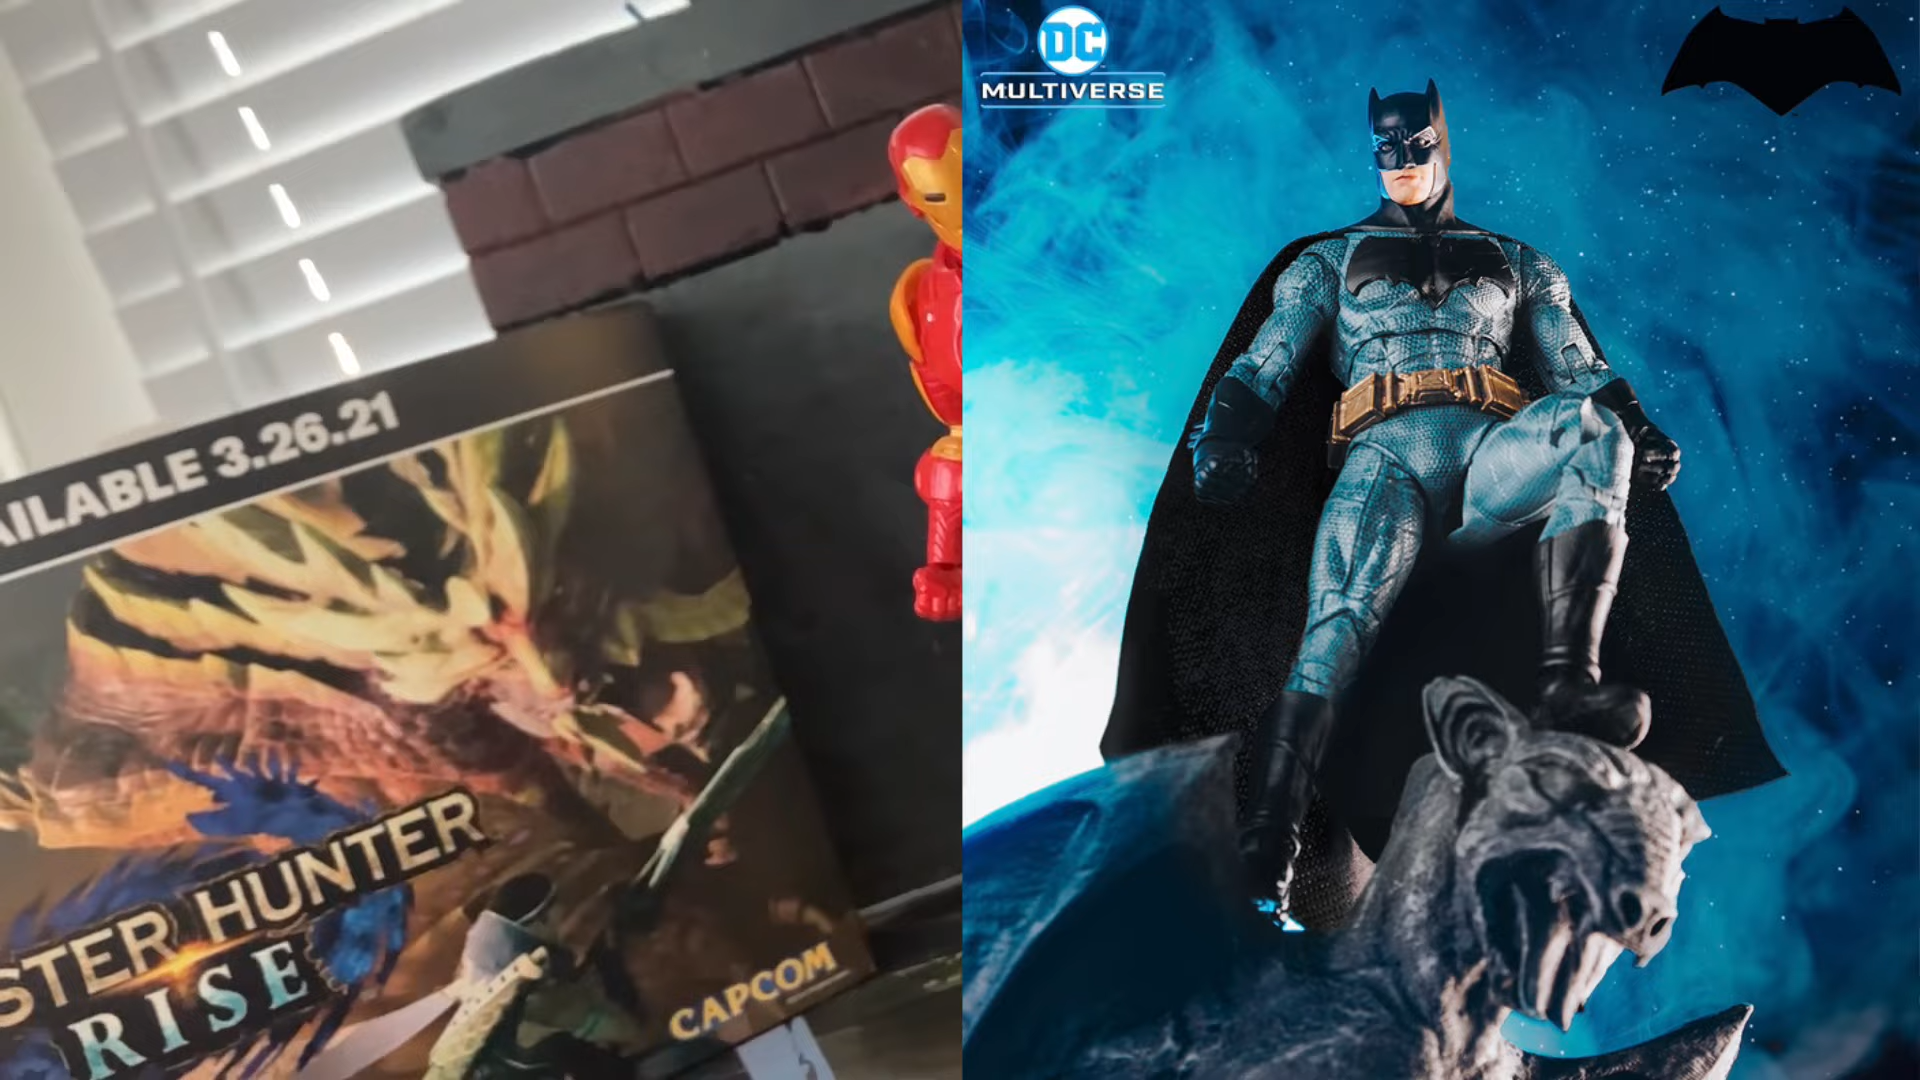 AILABLE 3.26.21
STER HUNTER
RISE
CAPCOM
DC
MULTIVERSE